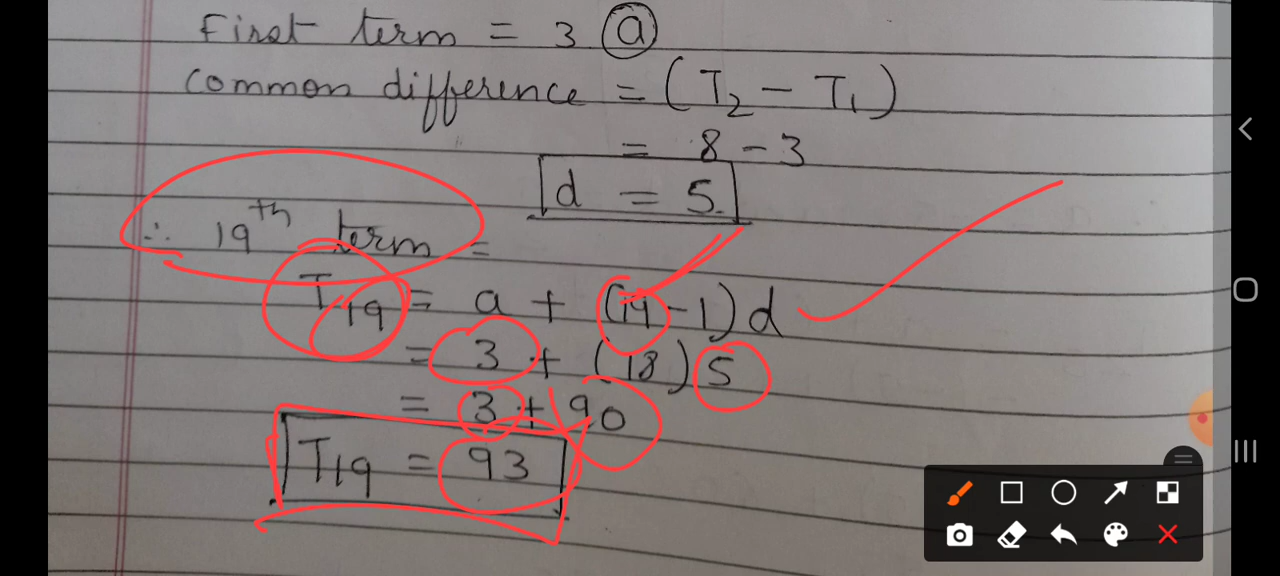 First term = 3 a
Common difference = (T₂ - T₁)
= 8 - 3
d = 5
∴ 19th term =
T₁₉ = a + (19-1)d
= 3 + (18)5
= 3 + 90
T₁₉ = 93